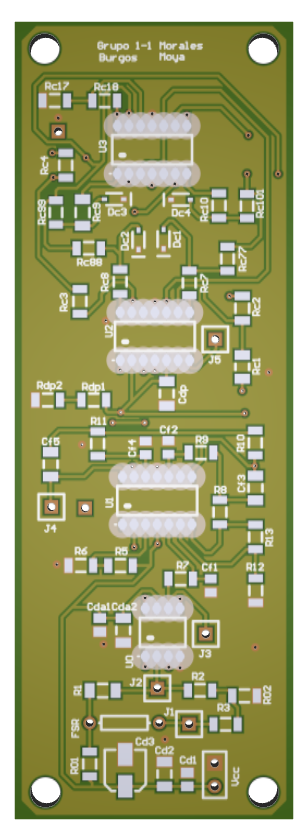 Grupo 1-1 Morales
Burgos Moya
Rc17 Rc18
U3
Rc4
Rc99 Rc9 Dc3 Dc4 Rc10 Rc101
Dc2 Dc1
Rc88 Rc77
Rc8 Rc7
Rc3 Rc2
U2
J5
Rc1
Rdp2 Rdp1 Cdp
R11 Cf2
Cf5 Cf4 R9 R10
Cf3
U1 R8
J4
R13
R6 R5
R7 Cf1 R12
Cda1 Cda2
U0
J3
J2 R2
R1 RO2
J1 R3
FSR
RO1 Cd3 Cd2 Cd1 Vcc